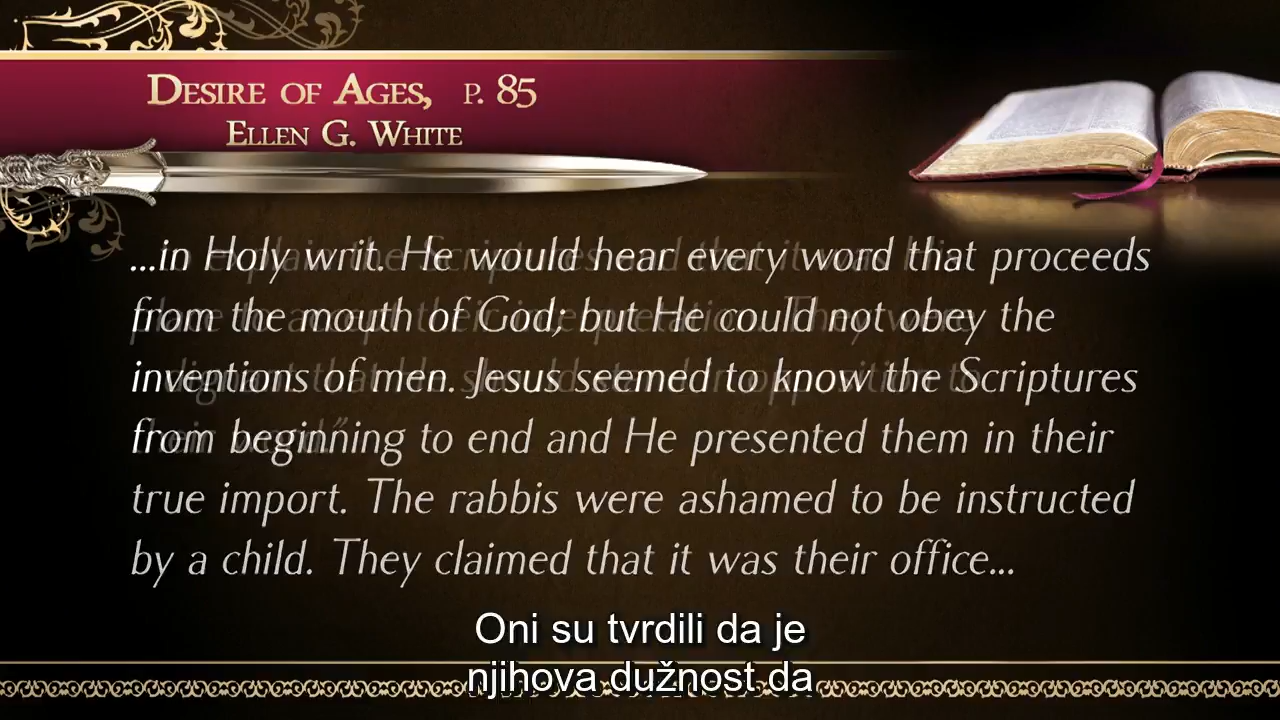 Desire of Ages, p. 85
Ellen G. White
...in Holy writ. He would hear every word that proceeds
from the mouth of God; but He could not obey the
inventions of men. Jesus seemed to know the Scriptures
from beginning to end and He presented them in their
true import. The rabbis were ashamed to be instructed
by a child. They claimed that it was their office...
Oni su tvrdili da je
njihova dužnost da